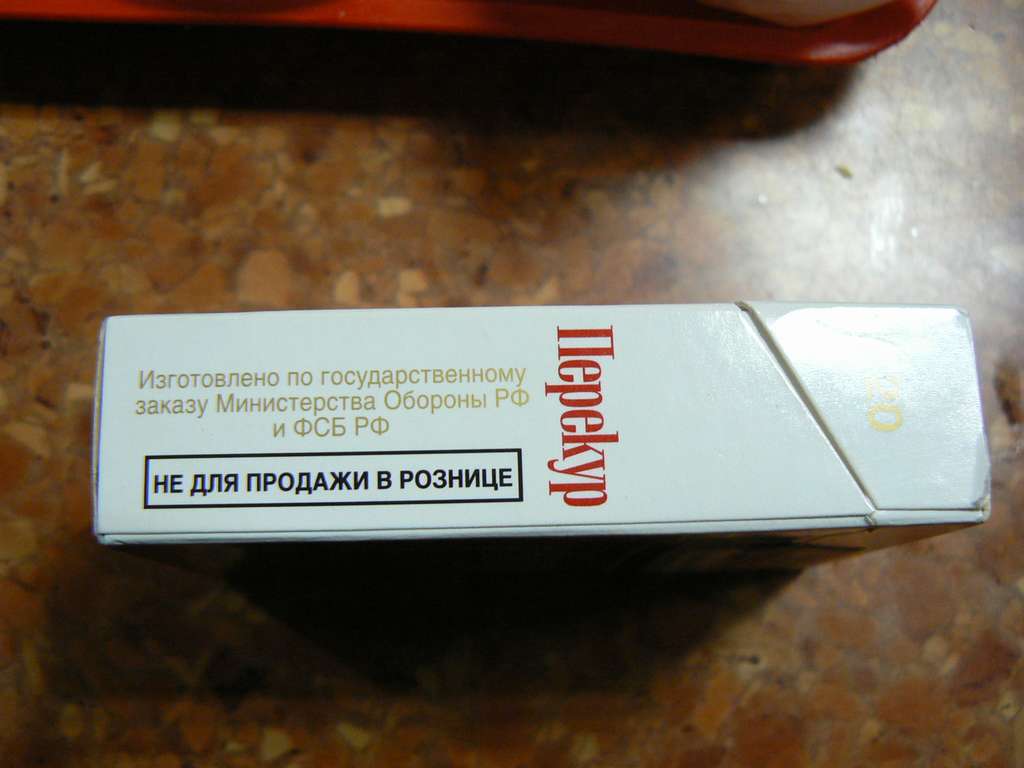 Изготовлено по государственному
заказу Министерства Обороны РФ
и ФСБ РФ
НЕ ДЛЯ ПРОДАЖИ В РОЗНИЦЕ
Перекур
20